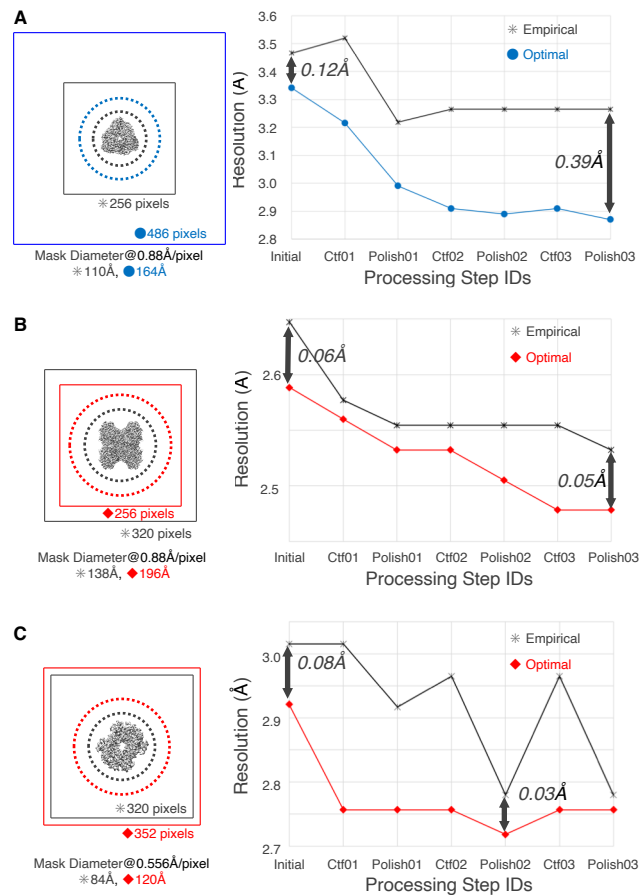 A
3.6
3.5
3.4
3.3
3.2
3.1
3.0
2.9
2.8
Resolution (A)
✳ Empirical
● Optimal
0.12Å
0.39Å
✳256 pixels
●486 pixels
Mask Diameter@0.88Å/pixel
✳110Å, ●164Å
Initial Ctf01 Polish01 Ctf02 Polish02 Ctf03 Polish03
Processing Step IDs
B
2.6
2.5
Resolution (A)
✳ Empirical
◆ Optimal
0.06Å
0.05Å
◆256 pixels
✳320 pixels
Mask Diameter@0.88Å/pixel
✳138Å, ◆196Å
Initial Ctf01 Polish01 Ctf02 Polish02 Ctf03 Polish03
Processing Step IDs
C
3.0
2.9
2.8
2.7
Resolution (Å)
✳ Empirical
◆ Optimal
0.08Å
0.03Å
✳320 pixels
◆352 pixels
Mask Diameter@0.556Å/pixel
✳84Å, ◆120Å
Initial Ctf01 Polish01 Ctf02 Polish02 Ctf03 Polish03
Processing Step IDs